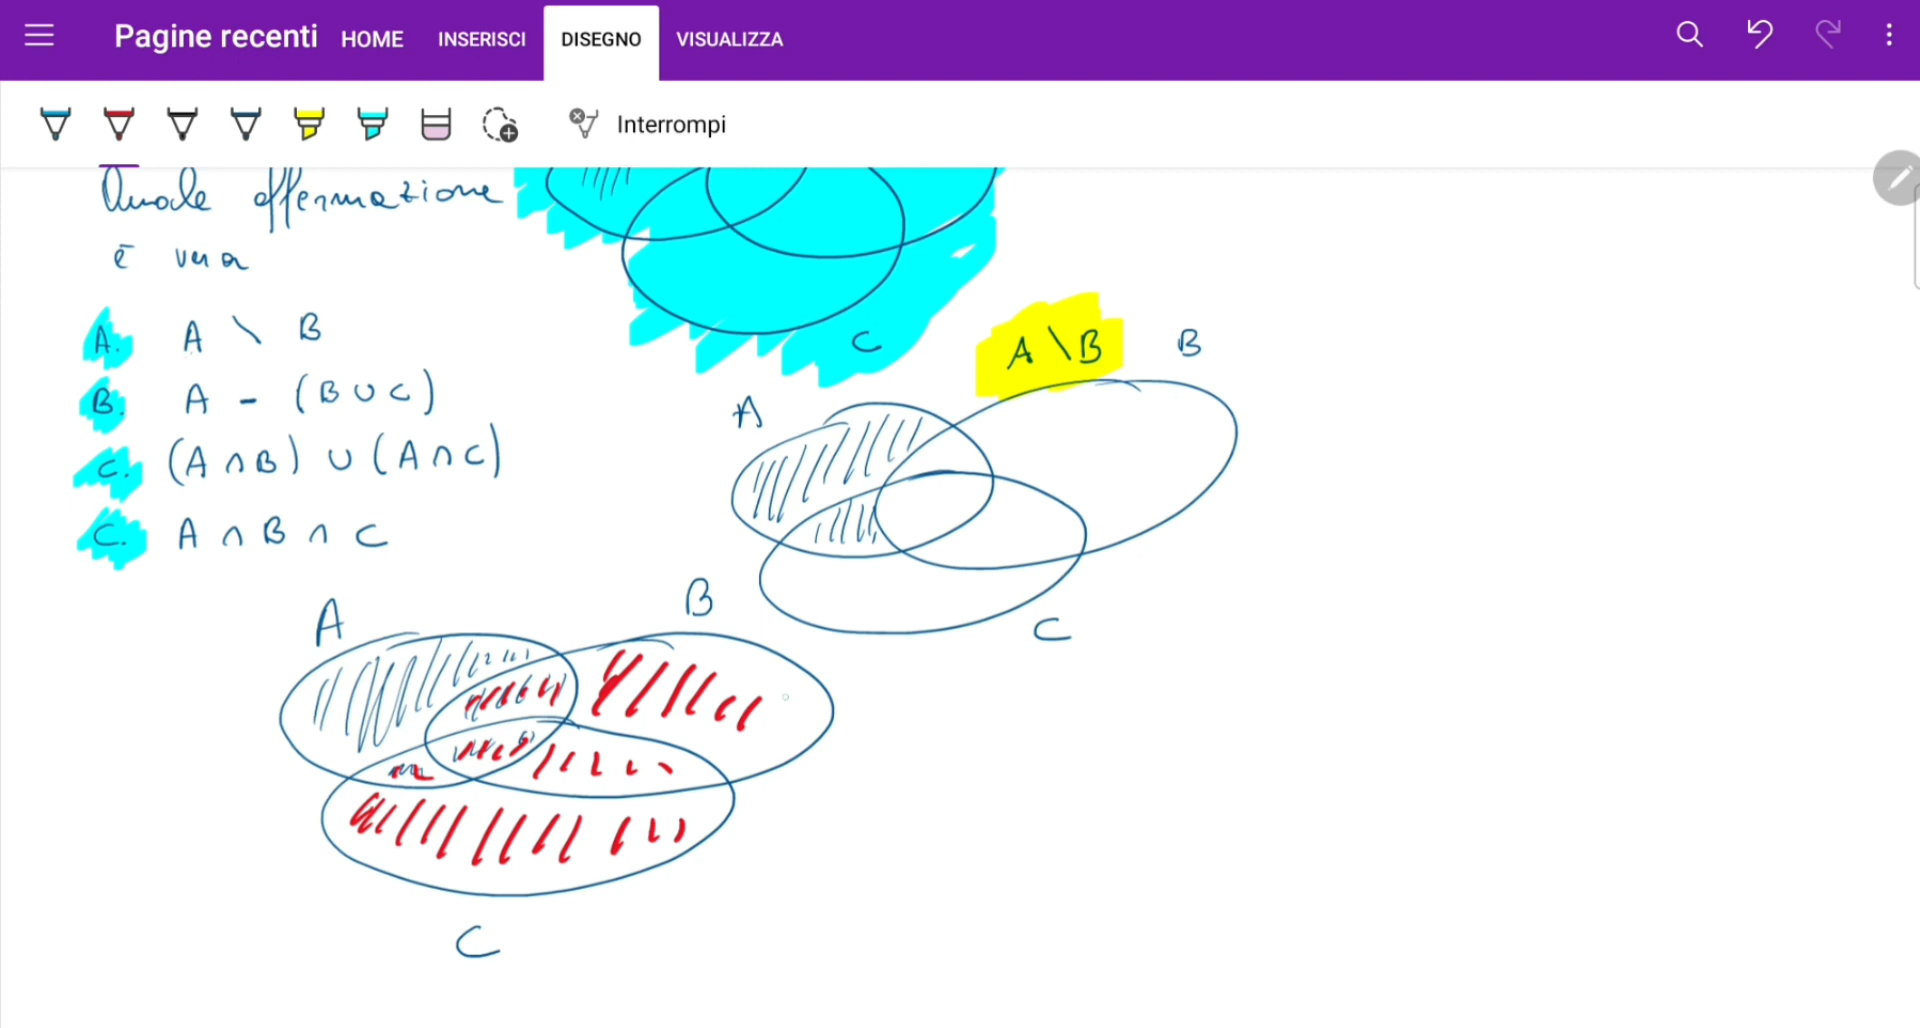 Pagine recenti HOME INSERISCI DISEGNO VISUALIZZA
Interrompi
Quale affermazione
è vera
A. A \ B
B. A - (B ∪ C)
C. (A ∩ B) ∪ (A ∩ C)
C. A ∩ B ∩ C
C
A \ B
B
A
C
A
B
C